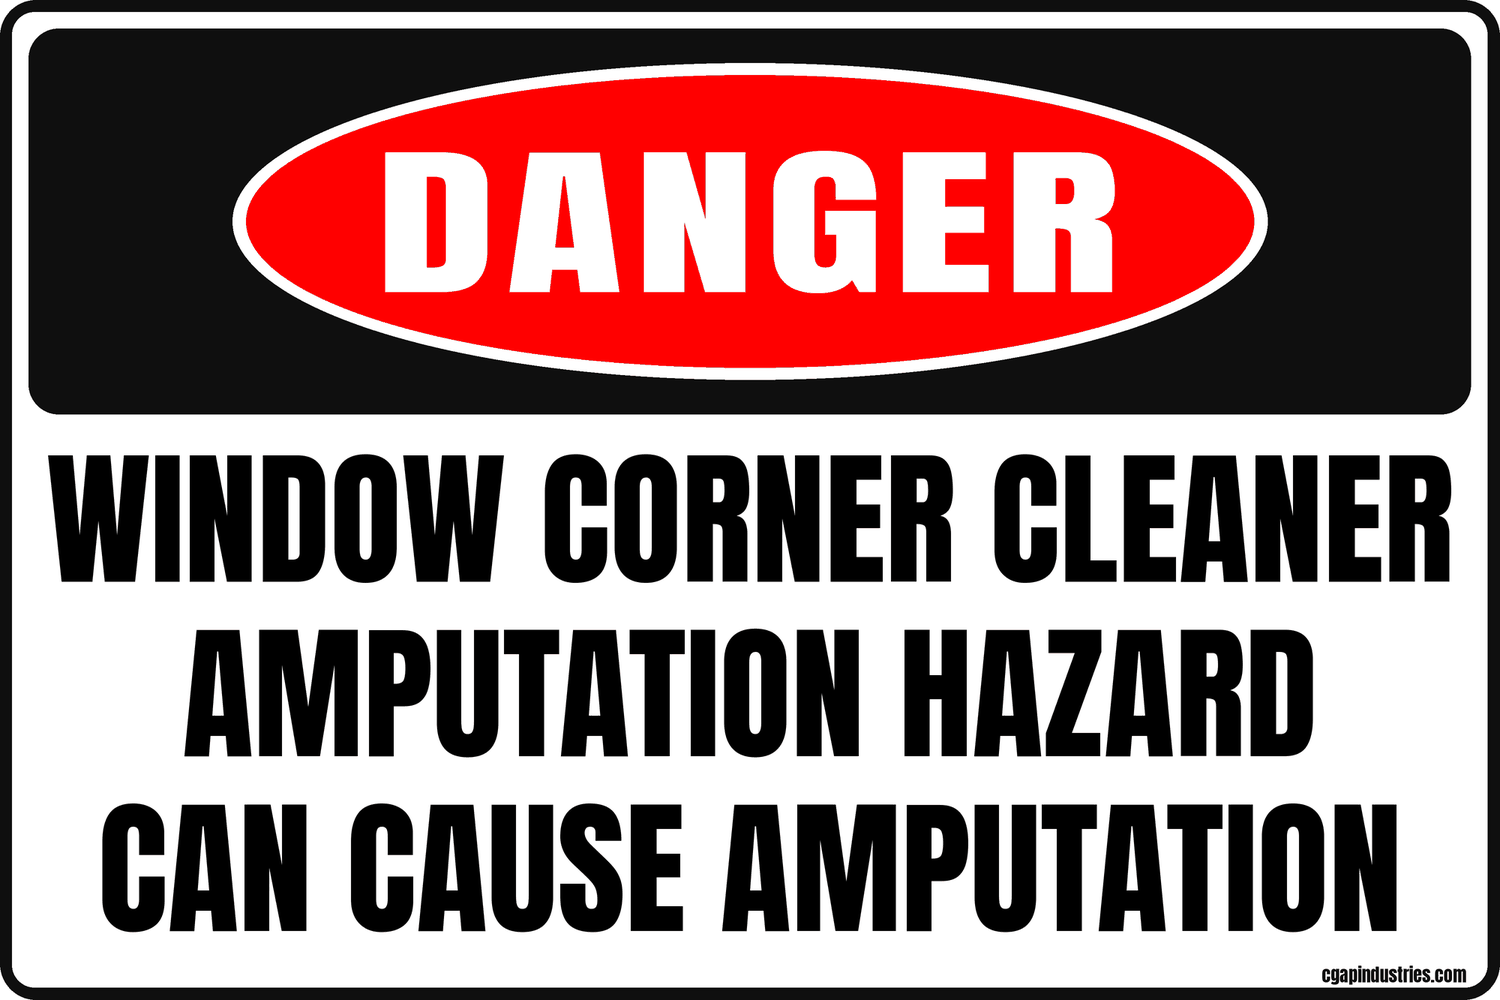 DANGER
WINDOW CORNER CLEANER
AMPUTATION HAZARD
CAN CAUSE AMPUTATION
cgapindustries.com